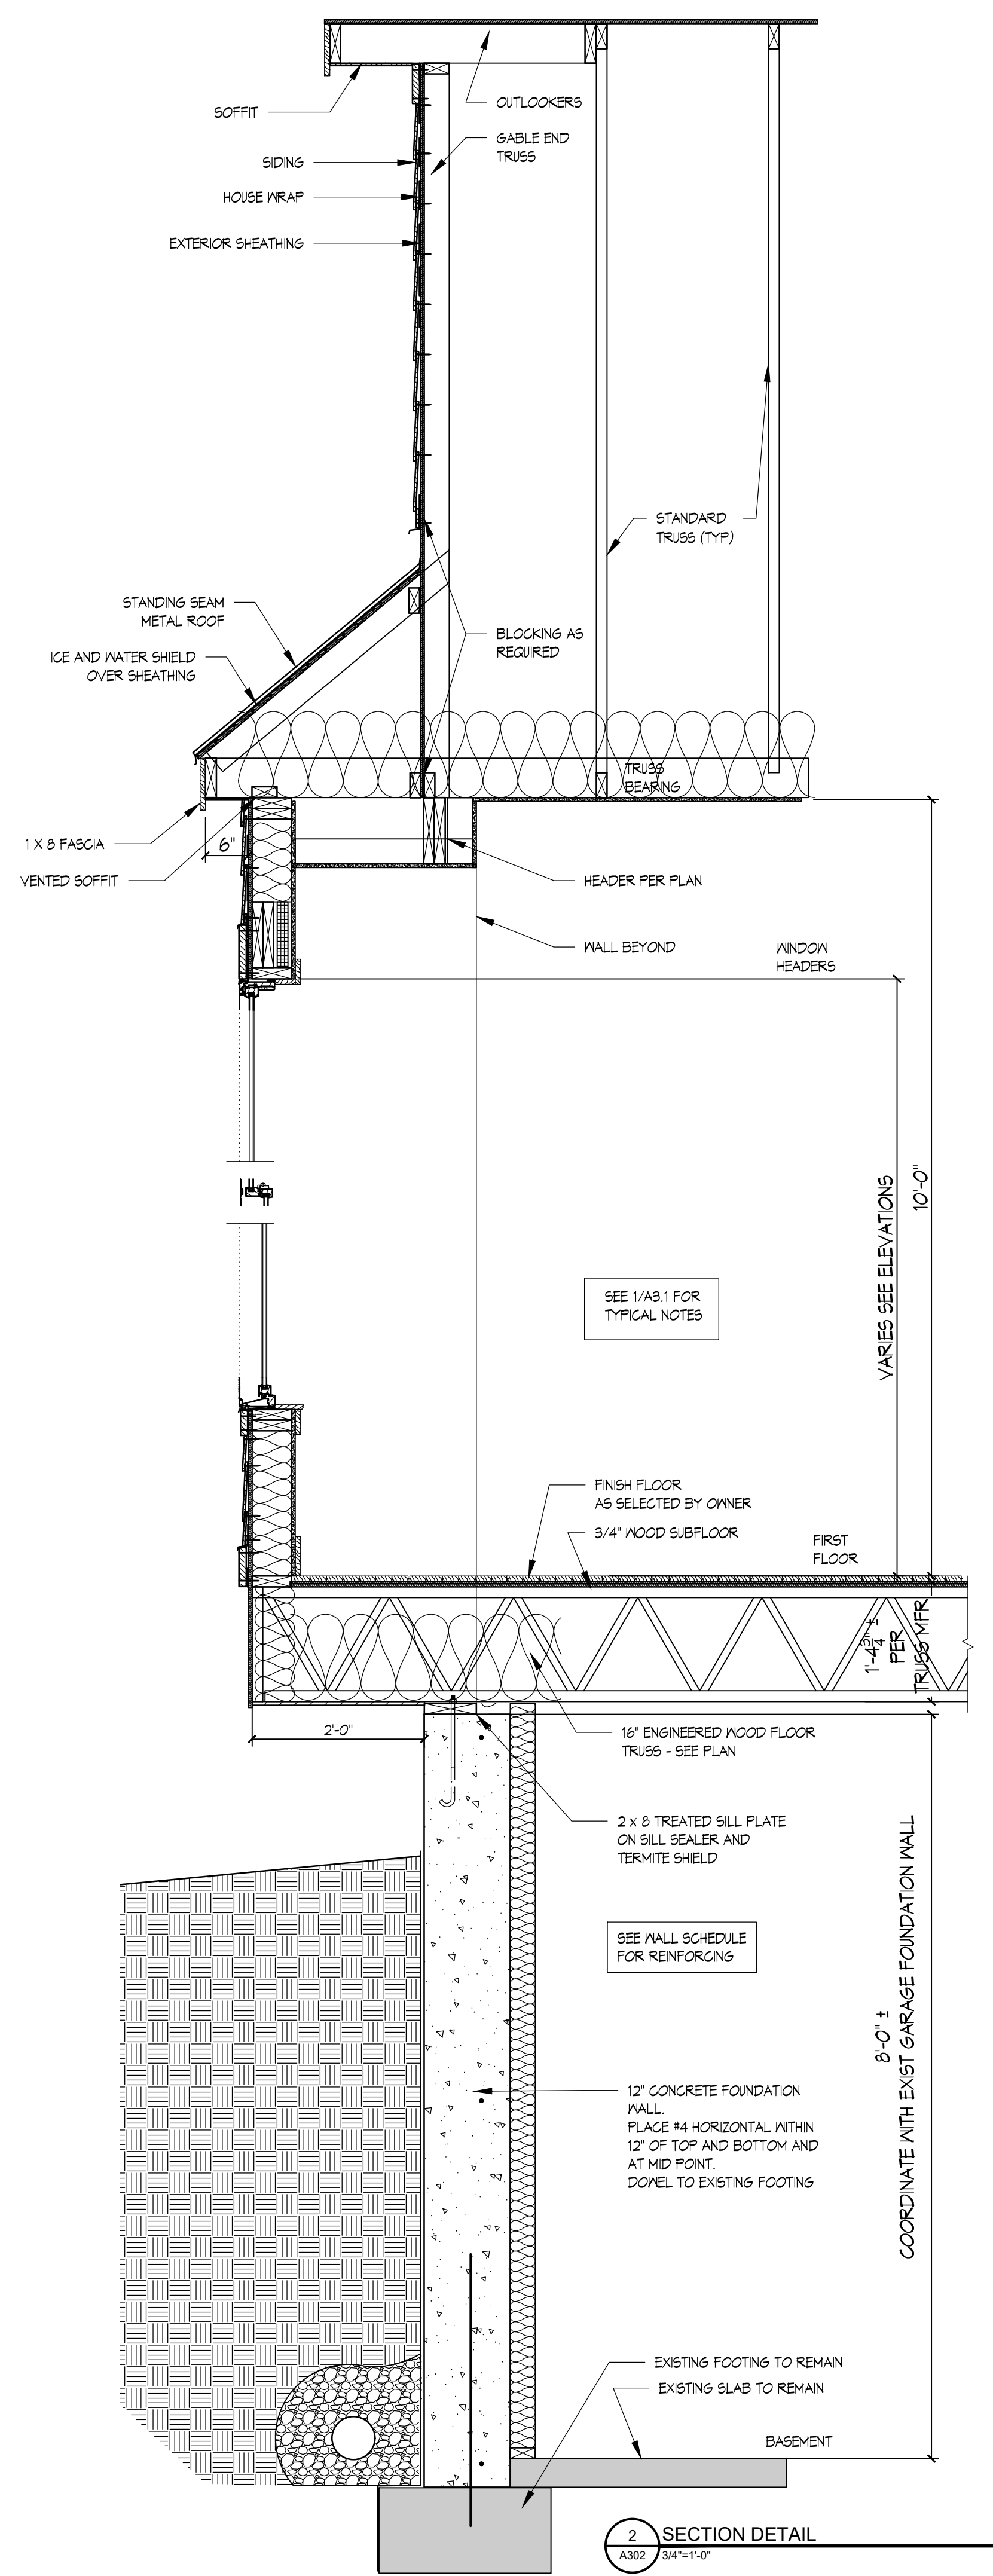 OUTLOOKERS
SOFFIT
GABLE END
TRUSS
SIDING
HOUSE WRAP
EXTERIOR SHEATHING
STANDARD
TRUSS (TYP)
STANDING SEAM
METAL ROOF
BLOCKING AS
REQUIRED
ICE AND WATER SHIELD
OVER SHEATHING
TRUSS
BEARING
1 X 8 FASCIA
6"
VENTED SOFFIT
HEADER PER PLAN
WALL BEYOND
WINDOW
HEADERS
VARIES SEE ELEVATIONS
10'-0"
SEE 1/A3.1 FOR
TYPICAL NOTES
FINISH FLOOR
AS SELECTED BY OWNER
3/4" WOOD SUBFLOOR
FIRST
FLOOR
1'-4 3/4" ±
PER
TRUSS MFR
2'-0"
16" ENGINEERED WOOD FLOOR
TRUSS - SEE PLAN
2 X 8 TREATED SILL PLATE
ON SILL SEALER AND
TERMITE SHIELD
SEE WALL SCHEDULE
FOR REINFORCING
8'-0" ±
COORDINATE WITH EXIST GARAGE FOUNDATION WALL
12" CONCRETE FOUNDATION
WALL.
PLACE #4 HORIZONTAL WITHIN
12" OF TOP AND BOTTOM AND
AT MID POINT.
DOWEL TO EXISTING FOOTING
EXISTING FOOTING TO REMAIN
EXISTING SLAB TO REMAIN
BASEMENT
2
A302
SECTION DETAIL
3/4"=1'-0"